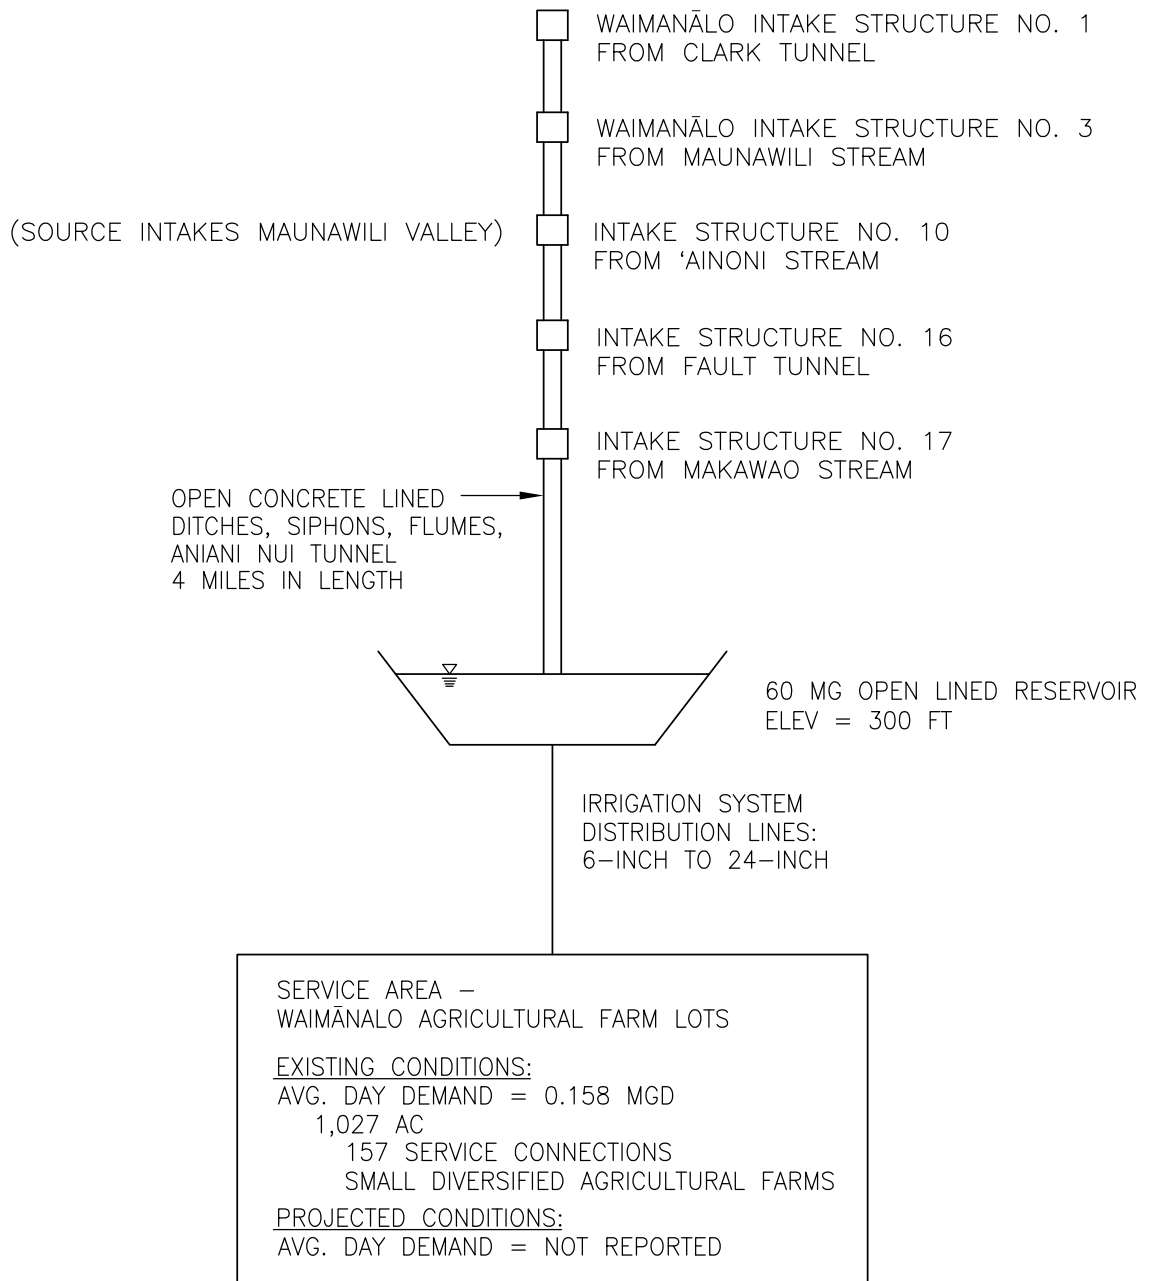 WAIMANĀLO INTAKE STRUCTURE NO. 1
FROM CLARK TUNNEL
WAIMANĀLO INTAKE STRUCTURE NO. 3
FROM MAUNAWILI STREAM
(SOURCE INTAKES MAUNAWILI VALLEY)
INTAKE STRUCTURE NO. 10
FROM ‘AINONI STREAM
INTAKE STRUCTURE NO. 16
FROM FAULT TUNNEL
INTAKE STRUCTURE NO. 17
FROM MAKAWAO STREAM
OPEN CONCRETE LINED
DITCHES, SIPHONS, FLUMES,
ANIANI NUI TUNNEL
4 MILES IN LENGTH
60 MG OPEN LINED RESERVOIR
ELEV = 300 FT
IRRIGATION SYSTEM
DISTRIBUTION LINES:
6–INCH TO 24–INCH
SERVICE AREA –
WAIMĀNALO AGRICULTURAL FARM LOTS
EXISTING CONDITIONS:
AVG. DAY DEMAND = 0.158 MGD
1,027 AC
157 SERVICE CONNECTIONS
SMALL DIVERSIFIED AGRICULTURAL FARMS
PROJECTED CONDITIONS:
AVG. DAY DEMAND = NOT REPORTED